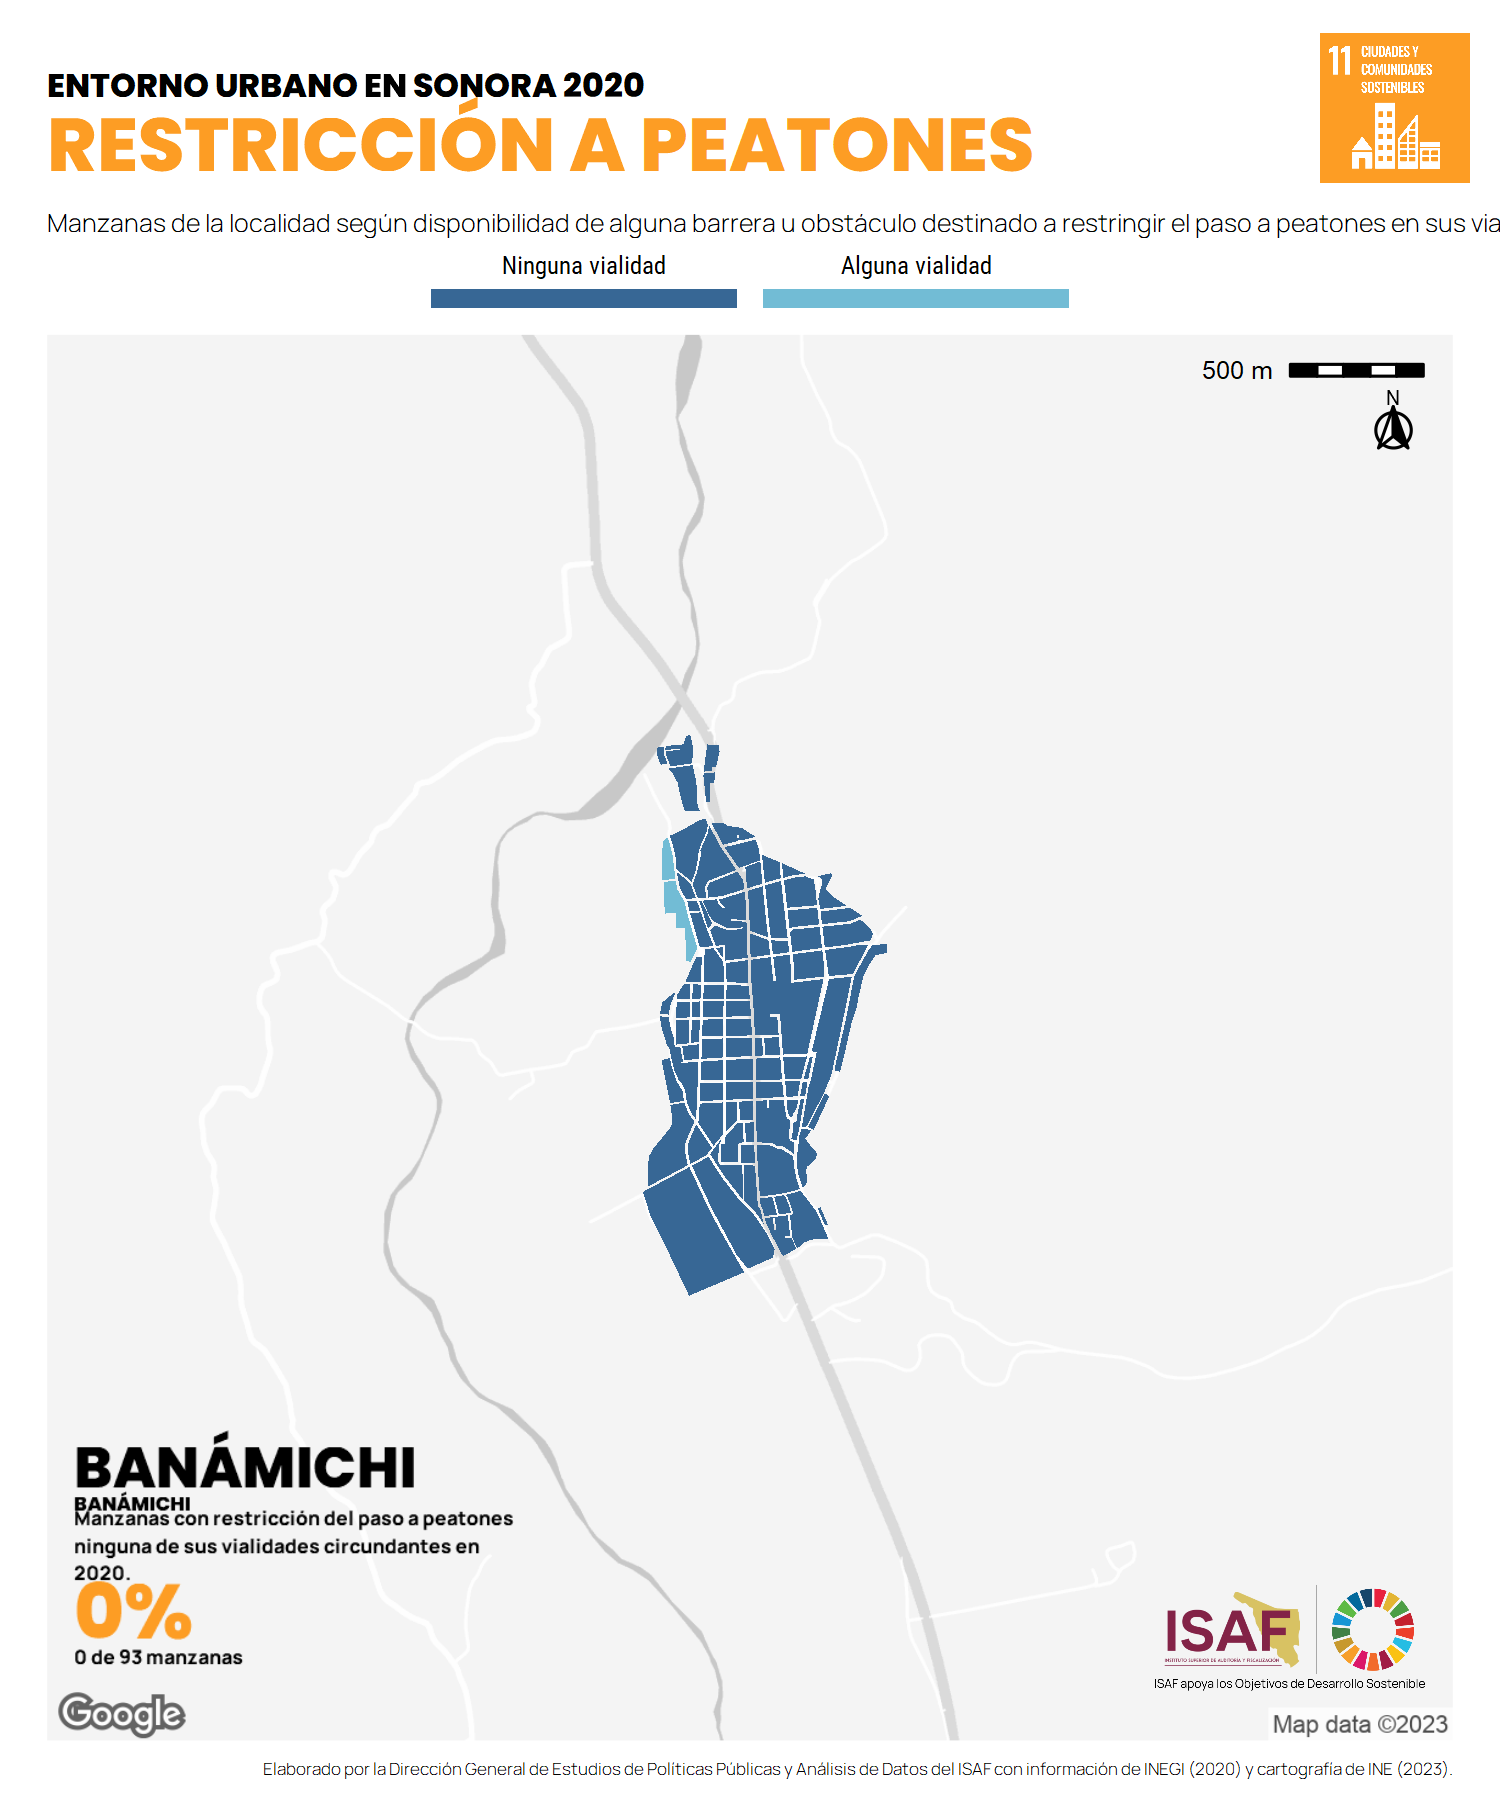 ENTORNO URBANO EN SONORA 2020
RESTRICCIÓN A PEATONES
11 CIUDADES Y
COMUNIDADES
SOSTENIBLES
Manzanas de la localidad según disponibilidad de alguna barrera u obstáculo destinado a restringir el paso a peatones en sus via
Ninguna vialidad
Alguna vialidad
500 m
N
BANÁMICHI
BANÁMICHI
Manzanas con restricción del paso a peatones
ninguna de sus vialidades circundantes en
2020.
0%
0 de 93 manzanas
Google
ISAF
INSTITUTO SUPERIOR DE AUDITORÍA Y FISCALIZACIÓN
ISAF apoya los Objetivos de Desarrollo Sostenible
Map data ©2023
Elaborado por la Dirección General de Estudios de Políticas Públicas y Análisis de Datos del ISAF con información de INEGI (2020) y cartografía de INE (2023).